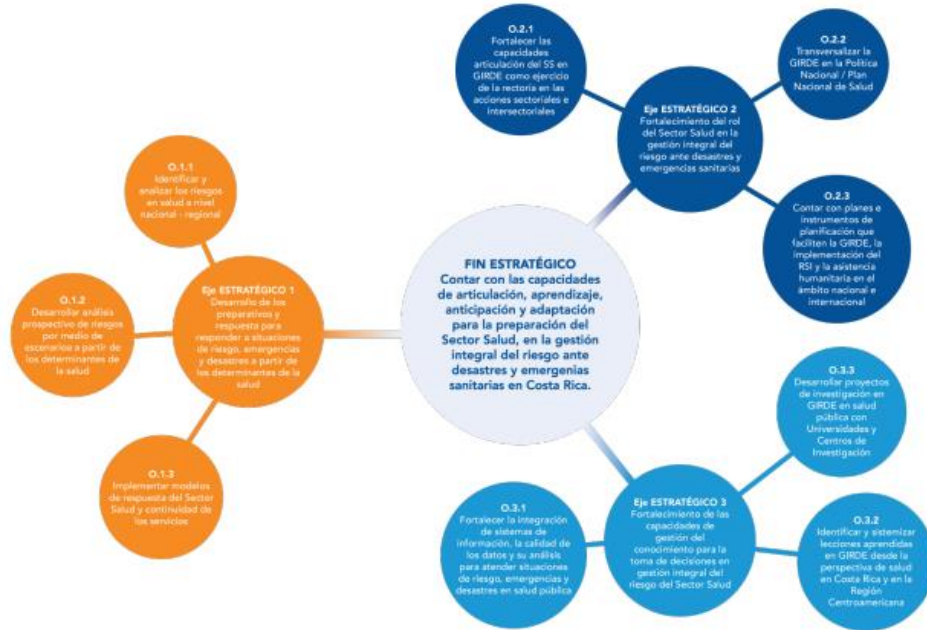 FIN ESTRATÉGICO
Contar con las capacidades
de articulación, aprendizaje,
anticipación y adaptación
para la preparación del
Sector Salud, en la gestión
integral del riesgo ante
desastres y emergenias
sanitarias en Costa Rica.
Eje ESTRATÉGICO 1
Desarrollo de los
preparativos y
respuesta para
responder a situaciones
de riesgo, emergencias
y desastres a partir de
los determinantes de la
salud
O.1.1
Identificar y
analizar los riesgos
en salud a nivel
nacional - regional
O.1.2
Desarrollar análisis
prospectivo de riesgos
por medio de
escenarios a partir de
los determinantes de
la salud
O.1.3
Implementar modelos
de respuesta del Sector
Salud y continuidad de
los servicios
Eje ESTRATÉGICO 2
Fortalecimiento del rol
del Sector Salud en la
gestión integral del
riesgo ante desastres y
emergencias sanitarias
O.2.1
Fortalecer las
capacidades
articulación del SS en
GIRDE como ejercicio
de la rectoría en las
acciones sectoriales e
intersectoriales
O.2.2
Transversalizar la
GIRDE en la Política
Nacional / Plan
Nacional de Salud
O.2.3
Contar con planes e
instrumentos de
planificación que
faciliten la GIRDE, la
implementación del
RSI y la asistencia
humanitaria en el
ámbito nacional e
internacional
Eje ESTRATÉGICO 3
Fortalecimiento de las
capacidades de
gestión del
conocimiento para la
toma de decisiones en
gestión integral del
riesgo del Sector Salud
O.3.1
Fortalecer la integración
de sistemas de
información, la calidad de
los datos y su análisis
para atender situaciones
de riesgo, emergencias y
desastres en salud pública
O.3.3
Desarrollar proyectos
de investigación en
GIRDE en salud
pública con
Universidades y
Centros de
Investigación
O.3.2
Identificar y sistemizar
lecciones aprendidas
en GIRDE desde la
perspectiva de salud
en Costa Rica y en la
Región
Centroamericana